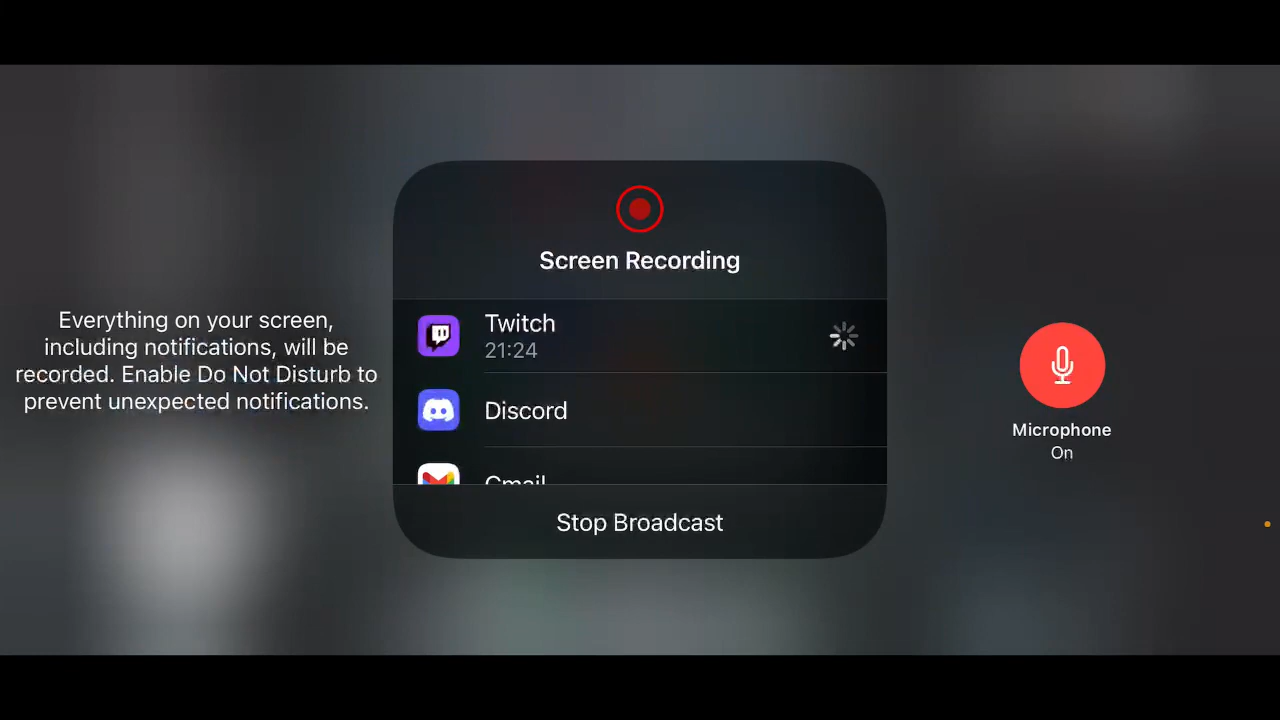 Everything on your screen,
including notifications, will be
recorded. Enable Do Not Disturb to
prevent unexpected notifications.
Screen Recording
Twitch
21:24
Discord
Gmail
Stop Broadcast
Microphone
On